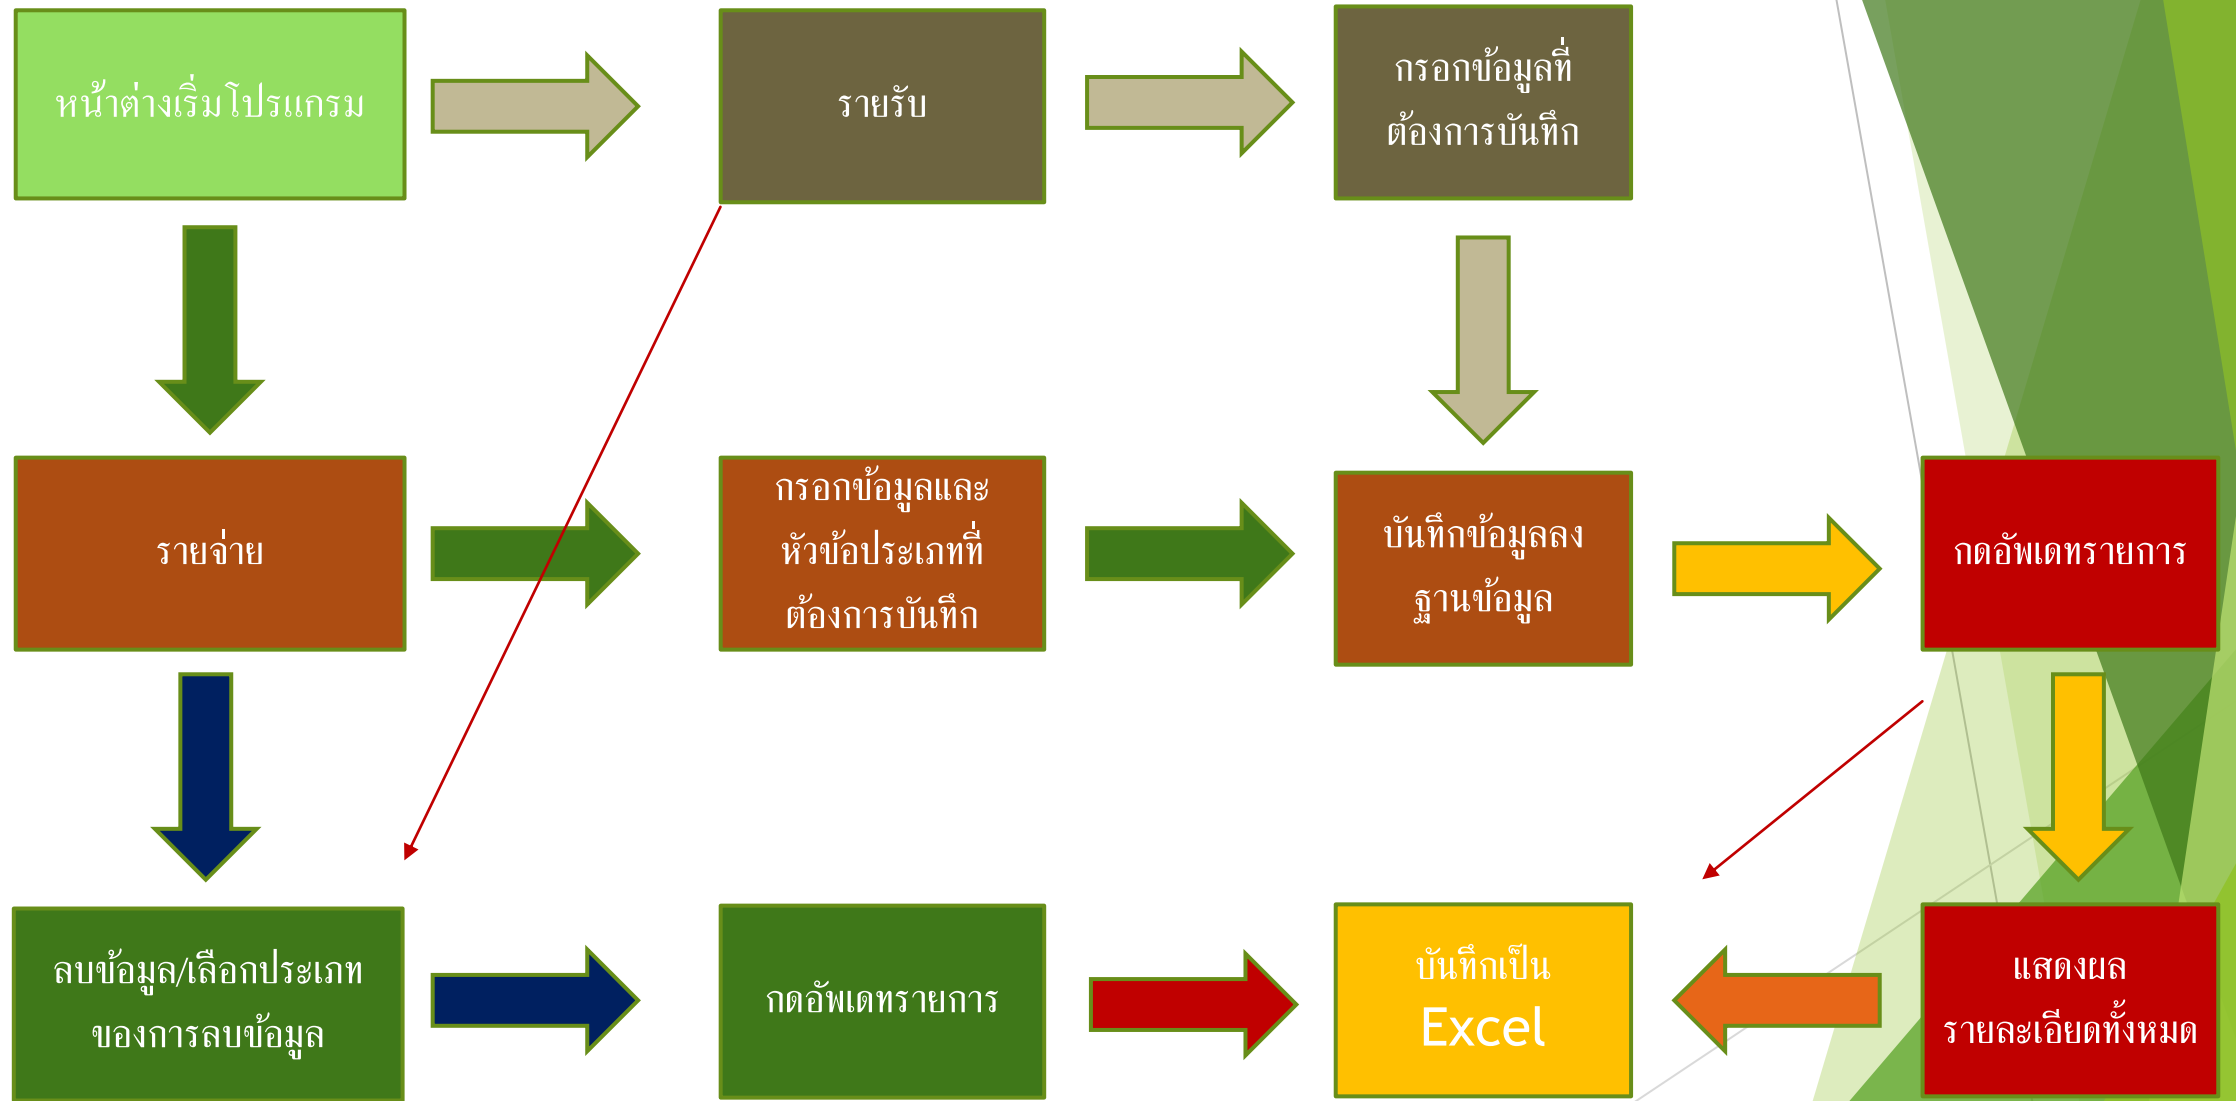 หน้าต่างเริ่มโปรแกรม
รายรับ
กรอกข้อมูลที่
ต้องการบันทึก
รายจ่าย
กรอกข้อมูลและ
หัวข้อประเภทที่
ต้องการบันทึก
บันทึกข้อมูลลง
ฐานข้อมูล
กดอัพเดทรายการ
ลบข้อมูล/เลือกประเภท
ของการลบข้อมูล
กดอัพเดทรายการ
บันทึกเป็น
Excel
แสดงผล
รายละเอียดทั้งหมด